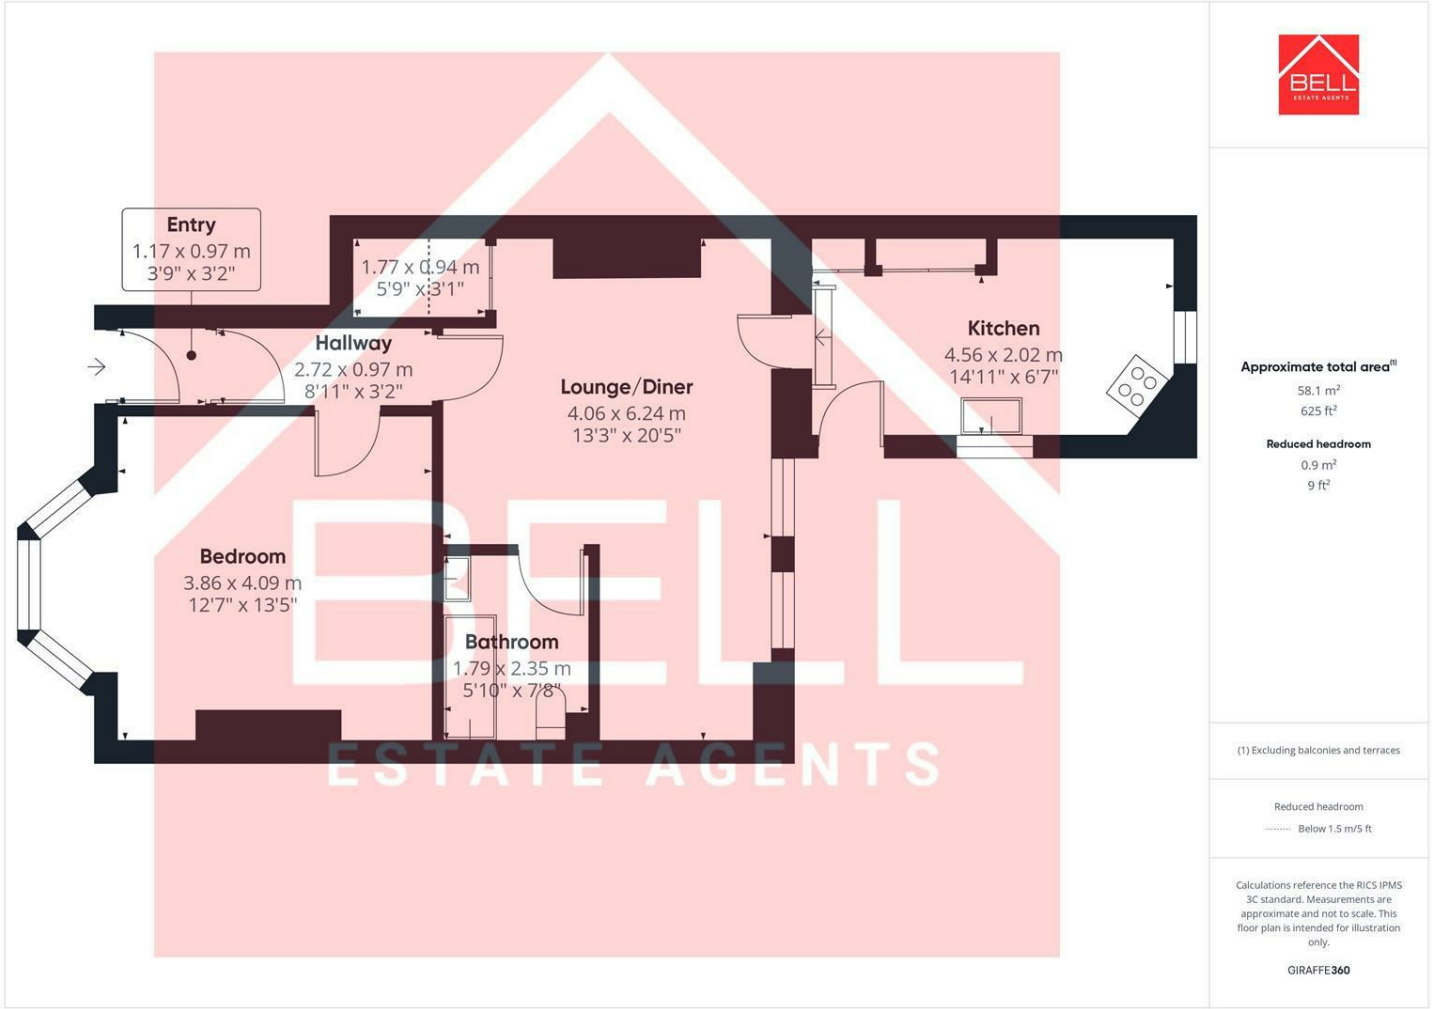 Entry
1.17 x 0.97 m
3'9" x 3'2"
1.77 x 0.94 m
5'9" x 3'1"
Hallway
2.72 x 0.97 m
8'11" x 3'2"
Lounge/Diner
4.06 x 6.24 m
13'3" x 20'5"
Kitchen
4.56 x 2.02 m
14'11" x 6'7"
Bedroom
3.86 x 4.09 m
12'7" x 13'5"
Bathroom
1.79 x 2.35 m
5'10" x 7'8"
BELL
ESTATE AGENTS
BELL
ESTATE AGENTS
Approximate total area⁽¹⁾
58.1 m²
625 ft²
Reduced headroom
0.9 m²
9 ft²
(1) Excluding balconies and terraces
Reduced headroom
Below 1.5 m/5 ft
Calculations reference the RICS IPMS
3C standard. Measurements are
approximate and not to scale. This
floor plan is intended for illustration
only.
GIRAFFE360